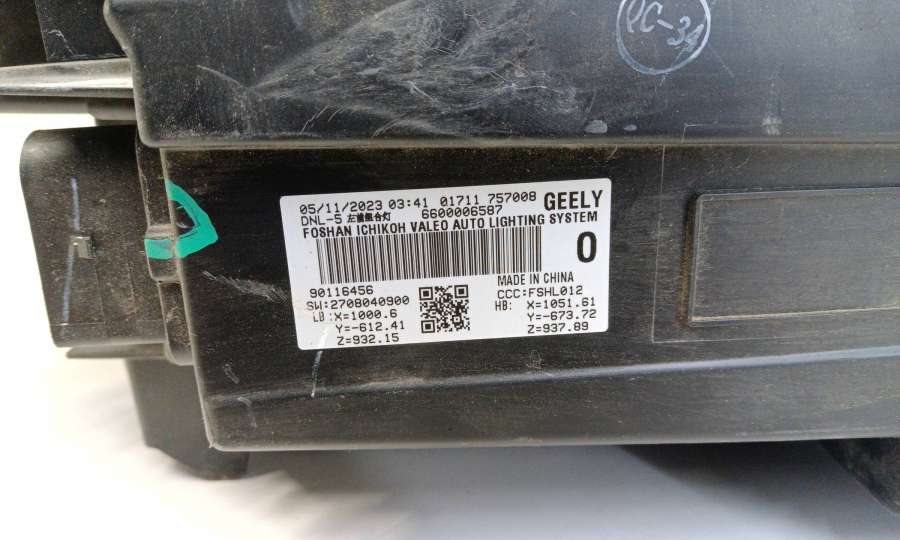 QC-34
05/11/2023 03:41 01711 757008 GEELY
DNL-5 左前组合灯 6600006587
FOSHAN ICHIKOH VALEO AUTO LIGHTING SYSTEM
0
90116456 MADE IN CHINA
SW:2708040900 CCC:FSHL012
LB:X=1000.6 HB: X=1051.61
Y=-612.41 Y=-673.72
Z=932.15 Z=937.89